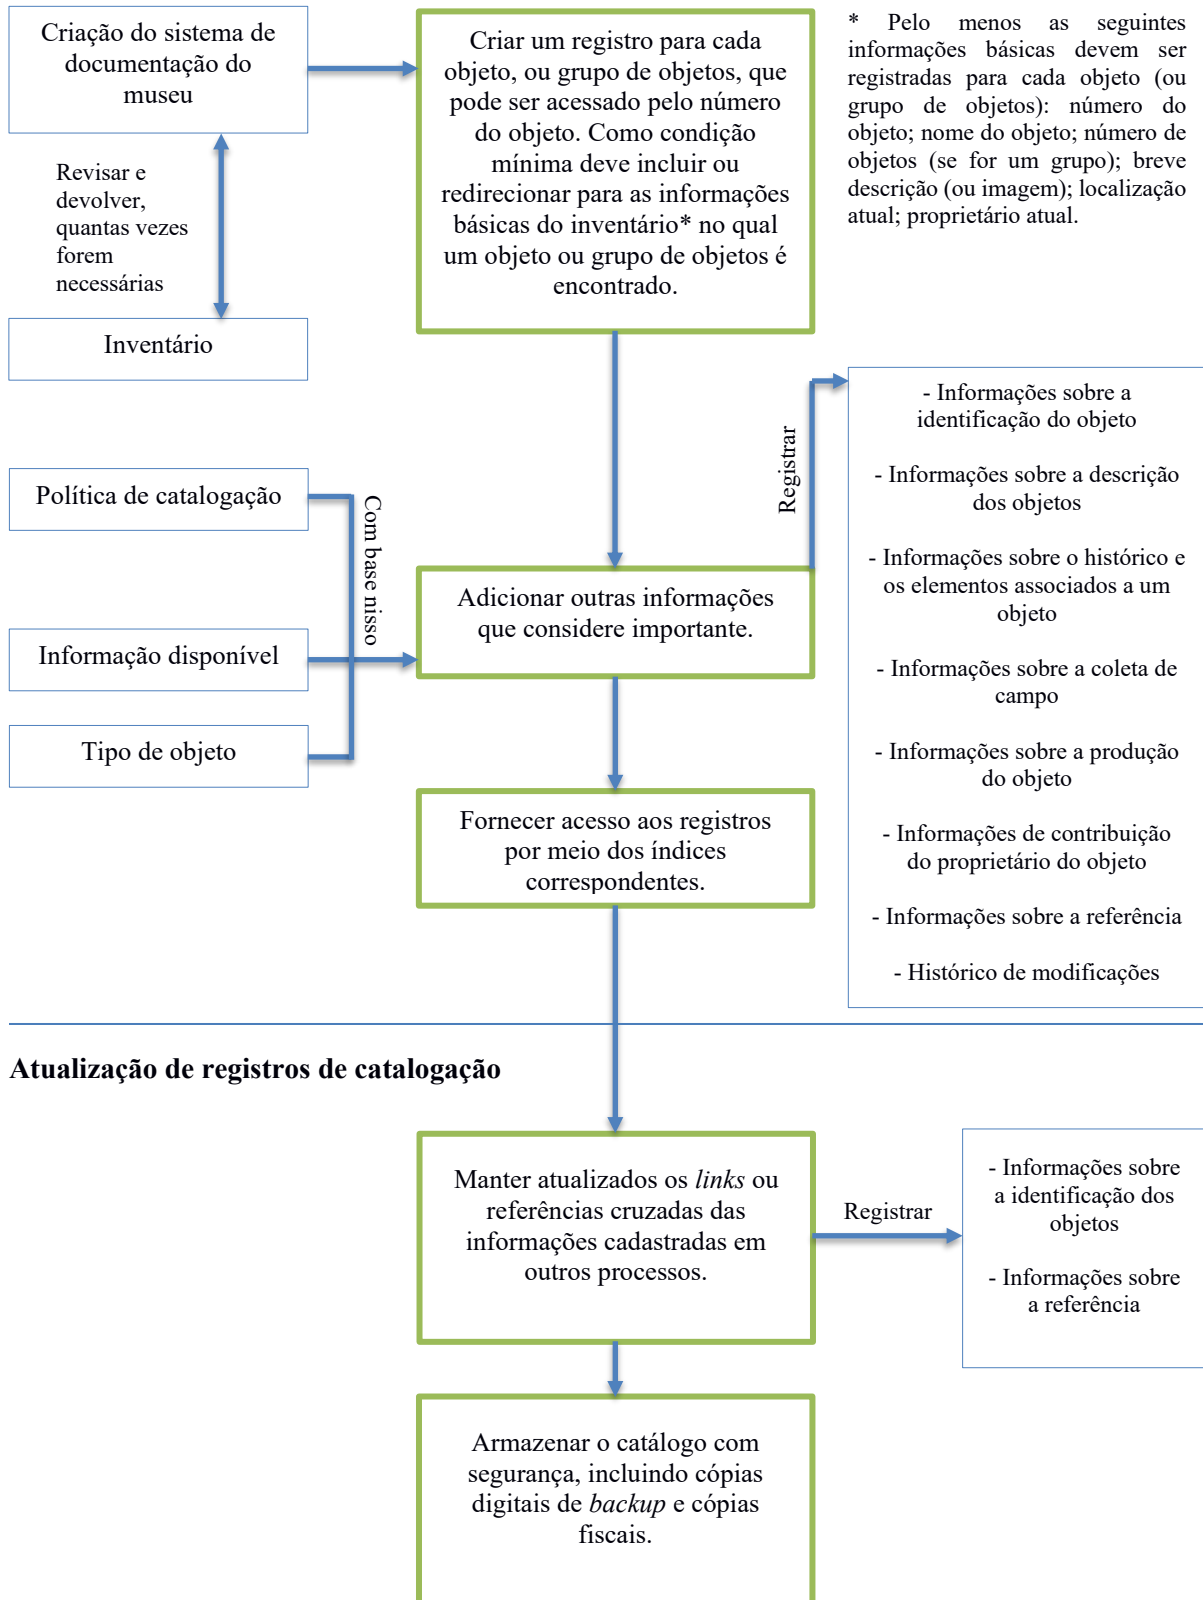 Criação do sistema de
documentação do
museu
Criar um registro para cada
objeto, ou grupo de objetos, que
pode ser acessado pelo número
do objeto. Como condição
mínima deve incluir ou
redirecionar para as informações
básicas do inventário* no qual
um objeto ou grupo de objetos é
encontrado.
* Pelo menos as seguintes
informações básicas devem ser
registradas para cada objeto (ou
grupo de objetos): número do
objeto; nome do objeto; número de
objetos (se for um grupo); breve
descrição (ou imagem); localização
atual; proprietário atual.
Revisar e
devolver,
quantas vezes
forem
necessárias
Inventário
Registrar
- Informações sobre a
identificação do objeto
- Informações sobre a descrição
dos objetos
- Informações sobre o histórico e
os elementos associados a um
objeto
- Informações sobre a coleta de
campo
- Informações sobre a produção
do objeto
- Informações de contribuição
do proprietário do objeto
- Informações sobre a referência
- Histórico de modificações
Política de catalogação
Com base nisso
Informação disponível
Tipo de objeto
Adicionar outras informações
que considere importante.
Fornecer acesso aos registros
por meio dos índices
correspondentes.
Atualização de registros de catalogação
Manter atualizados os links ou
referências cruzadas das
informações cadastradas em
outros processos.
Registrar
- Informações sobre
a identificação dos
objetos
- Informações sobre
a referência
Armazenar o catálogo com
segurança, incluindo cópias
digitais de backup e cópias
fiscais.